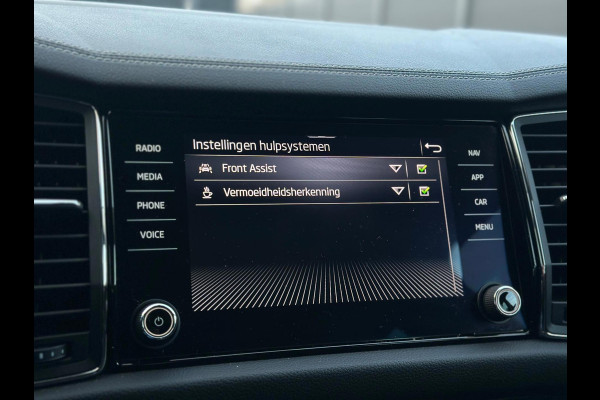 RADIO
MEDIA
PHONE
VOICE
Instellingen hulpsystemen
Front Assist
Vermoeidheidsherkenning
NAV
APP
CAR
MENU